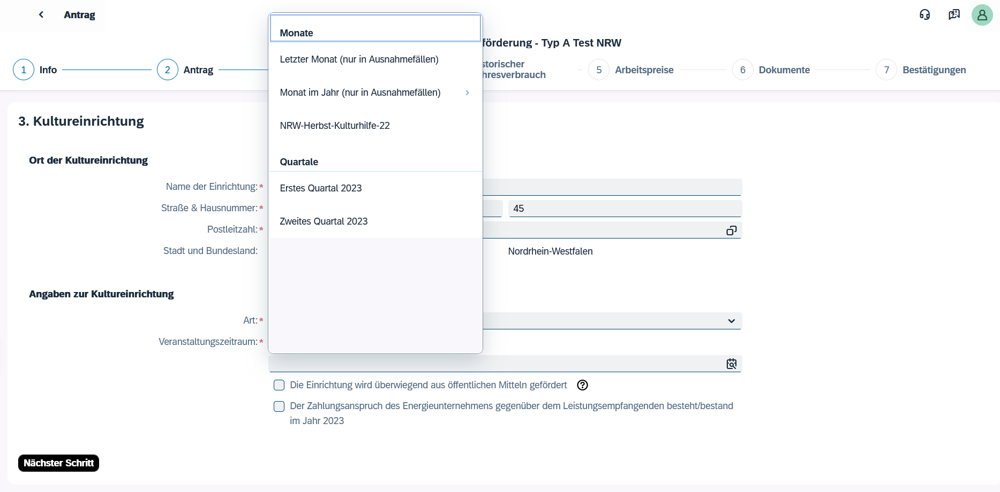 Antrag
förderung - Typ A Test NRW
1 Info
2 Antrag
storischer
hresverbrauch
5 Arbeitspreise
6 Dokumente
7 Bestätigungen
Monate
Letzter Monat (nur in Ausnahmefällen)
Monat im Jahr (nur in Ausnahmefällen)
NRW-Herbst-Kulturhilfe-22
Quartale
Erstes Quartal 2023
Zweites Quartal 2023
3. Kultureinrichtung
Ort der Kultureinrichtung
Name der Einrichtung:*
Straße & Hausnummer:* 45
Postleitzahl:*
Stadt und Bundesland: Nordrhein-Westfalen
Angaben zur Kultureinrichtung
Art:*
Veranstaltungszeitraum:*
Die Einrichtung wird überwiegend aus öffentlichen Mitteln gefördert
Der Zahlungsanspruch des Energieunternehmens gegenüber dem Leistungsempfangenden besteht/bestand
im Jahr 2023
Nächster Schritt